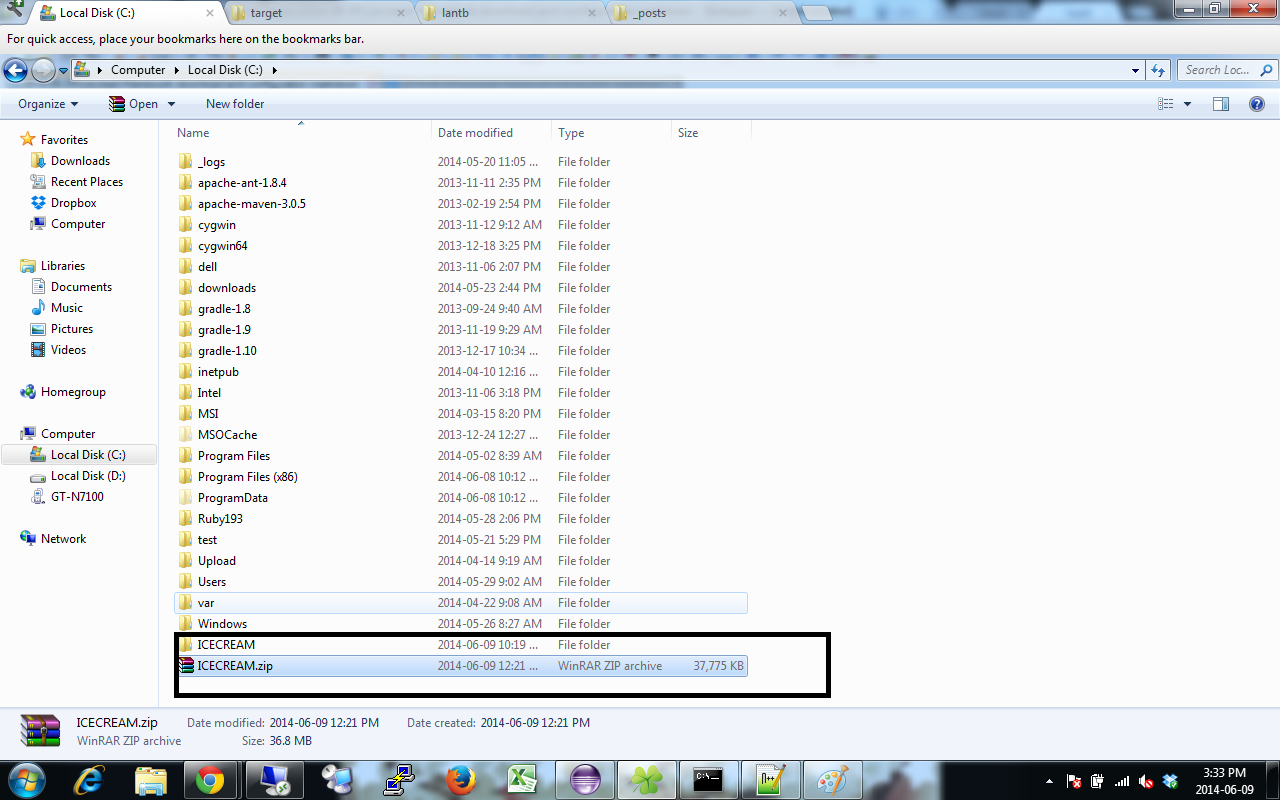 Local Disk (C:) target lantb _posts
For quick access, place your bookmarks here on the bookmarks bar.
Computer Local Disk (C:) Search Loc...
Organize Open New folder
Name Date modified Type Size
Favorites
Downloads
Recent Places
Dropbox
Computer
Libraries
Documents
Music
Pictures
Videos
Homegroup
Computer
Local Disk (C:)
Local Disk (D:)
GT-N7100
Network
_logs 2014-05-20 11:05 ... File folder
apache-ant-1.8.4 2013-11-11 2:35 PM File folder
apache-maven-3.0.5 2013-02-19 2:54 PM File folder
cygwin 2013-11-12 9:12 AM File folder
cygwin64 2013-12-18 3:25 PM File folder
dell 2013-11-06 2:07 PM File folder
downloads 2014-05-23 2:44 PM File folder
gradle-1.8 2013-09-24 9:40 AM File folder
gradle-1.9 2013-11-19 9:29 AM File folder
gradle-1.10 2013-12-17 10:34 ... File folder
inetpub 2014-04-10 12:16 ... File folder
Intel 2013-11-06 3:18 PM File folder
MSI 2014-03-15 8:20 PM File folder
MSOCache 2013-12-24 12:27 ... File folder
Program Files 2014-05-02 8:39 AM File folder
Program Files (x86) 2014-06-08 10:12 ... File folder
ProgramData 2014-06-08 10:12 ... File folder
Ruby193 2014-05-28 2:06 PM File folder
test 2014-05-21 5:29 PM File folder
Upload 2014-04-14 9:19 AM File folder
Users 2014-05-29 9:02 AM File folder
var 2014-04-22 9:08 AM File folder
Windows 2014-05-26 8:27 AM File folder
ICECREAM 2014-06-09 10:19 ... File folder
ICECREAM.zip 2014-06-09 12:21 ... WinRAR ZIP archive 37,775 KB
ICECREAM.zip Date modified: 2014-06-09 12:21 PM Date created: 2014-06-09 12:21 PM
WinRAR ZIP archive Size: 36.8 MB
3:33 PM
2014-06-09